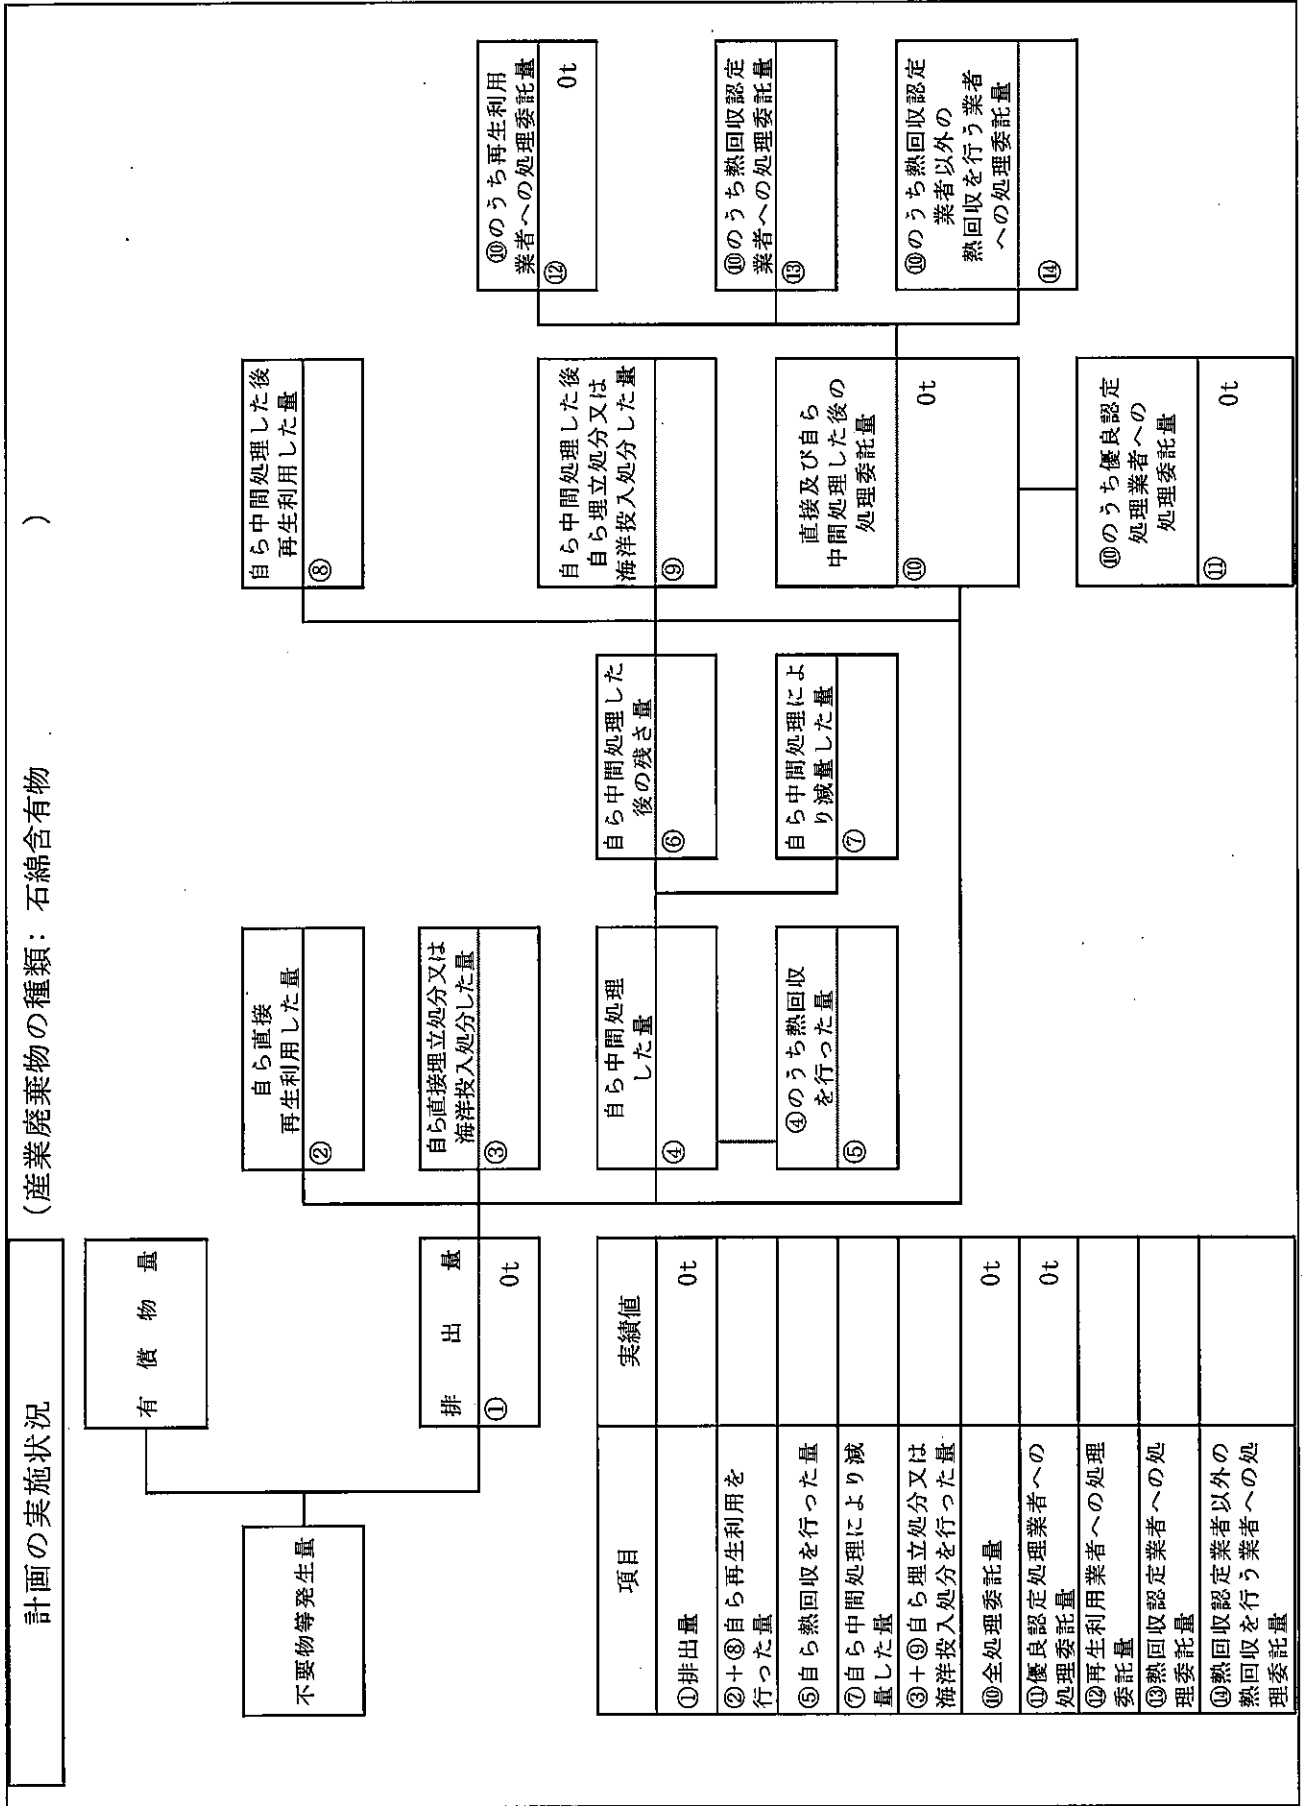 計画の実施状況
(産業廃棄物の種類：石綿含有物　　　　　)
有　償　物　量
不要物等発生量
排　出　量
① 0t
自ら直接
再生利用した量
②
自ら直接埋立処分又は
海洋投入処分した量
③
自ら中間処理
した量
④
④のうち熱回収
を行った量
⑤
自ら中間処理した
後の残さ量
⑥
自ら中間処理によ
り減量した量
⑦
自ら中間処理した後
再生利用した量
⑧
自ら中間処理した後
自ら埋立処分又は
海洋投入処分した量
⑨
直接及び自ら
中間処理した後の
処理委託量
⑩ 0t
⑩のうち優良認定
処理業者への
処理委託量
⑪ 0t
⑩のうち再生利用
業者への処理委託量
⑫ 0t
⑩のうち熱回収認定
業者への処理委託量
⑬
⑩のうち熱回収認定
業者以外の
熱回収を行う業者
への処理委託量
⑭
項目 実績値
①排出量 0t
②+⑧自ら再生利用を
行った量
⑤自ら熱回収を行った量
⑦自ら中間処理により減
量した量
③+⑨自ら埋立処分又は
海洋投入処分を行った量
⑩全処理委託量 0t
⑪優良認定処理業者への
処理委託量 0t
⑫再生利用業者への処理
委託量
⑬熱回収認定業者への処
理委託量
⑭熱回収認定業者以外の
熱回収を行う業者への処
理委託量